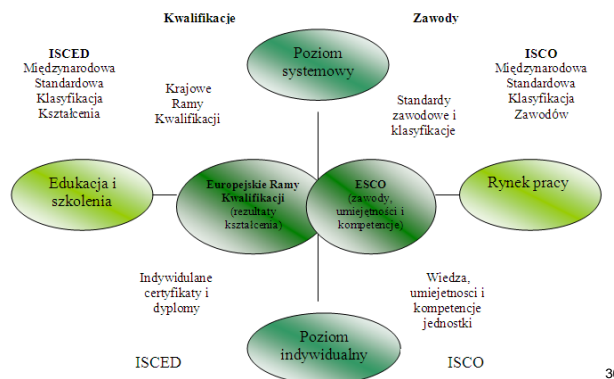 Kwalifikacje
Zawody
ISCED
Międzynarodowa
Standardowa
Klasyfikacja
Kształcenia
Krajowe
Ramy
Kwalifikacji
Poziom
systemowy
Standardy
zawodowe i
klasyfikacje
ISCO
Międzynarodowa
Standardowa
Klasyfikacja
Zawodów
Edukacja i
szkolenia
Europejskie Ramy
Kwalifikacji
(rezultaty
kształcenia)
ESCO
(zawody,
umiejętności i
kompetencje)
Rynek pracy
Indywidulane
certyfikaty i
dyplomy
Poziom
indywidualny
Wiedza,
umiejetnosci i
kompetencje
jednostki
ISCED
ISCO